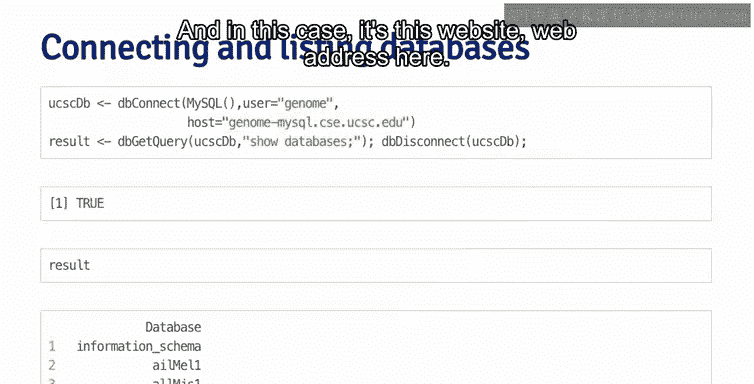 And in this case, it's this website, web
address here.
Connecting and listing databases
ucscDb <- dbConnect(MySQL(),user="genome",
host="genome-mysql.cse.ucsc.edu")
result <- dbGetQuery(ucscDb,"show databases;"); dbDisconnect(ucscDb);
[1] TRUE
result
Database
1 information_schema
2 ailMel1
3 allMis1